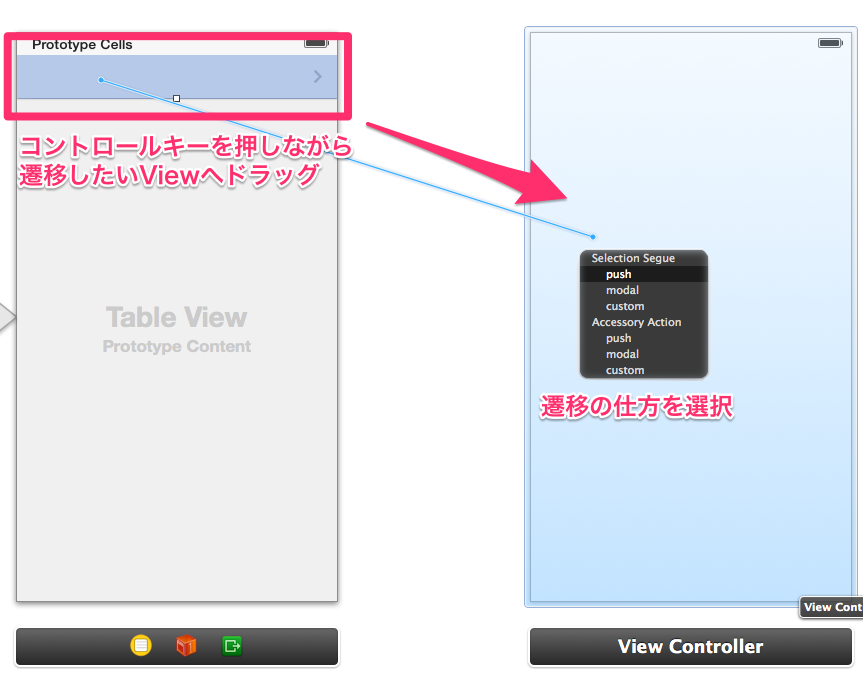 Prototype Cells
コントロールキーを押しながら
遷移したいViewへドラッグ
Table View
Prototype Content
Selection Segue
push
modal
custom
Accessory Action
push
modal
custom
遷移の仕方を選択
View Cont
View Controller